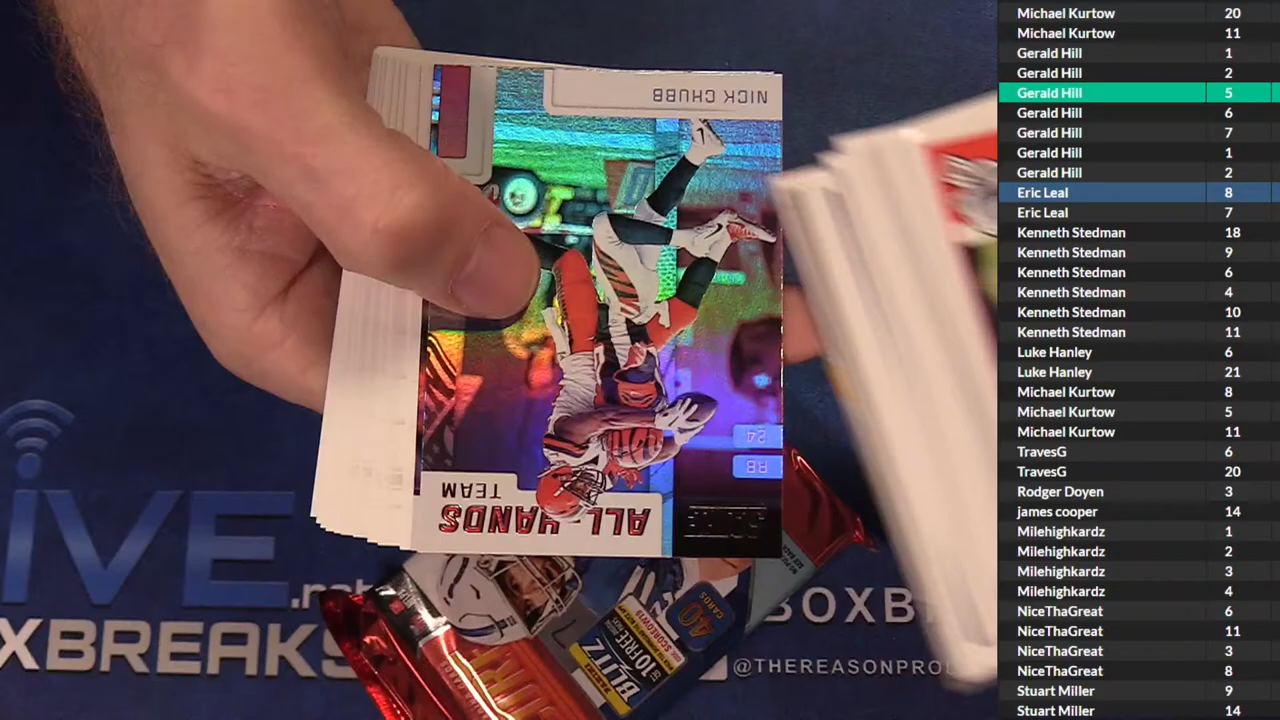 NICK CHUBB
24
RB
ALL-HANDS
TEAM
iVE.net
XBREAKS
BOXB
@THEREASONPRO
40
CARDS
BLITZ
Michael Kurtow 20
Michael Kurtow 11
Gerald Hill 1
Gerald Hill 2
Gerald Hill 5
Gerald Hill 6
Gerald Hill 7
Gerald Hill 1
Gerald Hill 2
Eric Leal 8
Eric Leal 7
Kenneth Stedman 18
Kenneth Stedman 9
Kenneth Stedman 6
Kenneth Stedman 4
Kenneth Stedman 10
Kenneth Stedman 11
Luke Hanley 6
Luke Hanley 21
Michael Kurtow 8
Michael Kurtow 5
Michael Kurtow 11
TravesG 6
TravesG 20
Rodger Doyen 3
james cooper 14
Milehighkardz 1
Milehighkardz 2
Milehighkardz 3
Milehighkardz 4
NiceThaGreat 6
NiceThaGreat 11
NiceThaGreat 3
NiceThaGreat 8
Stuart Miller 9
Stuart Miller 14